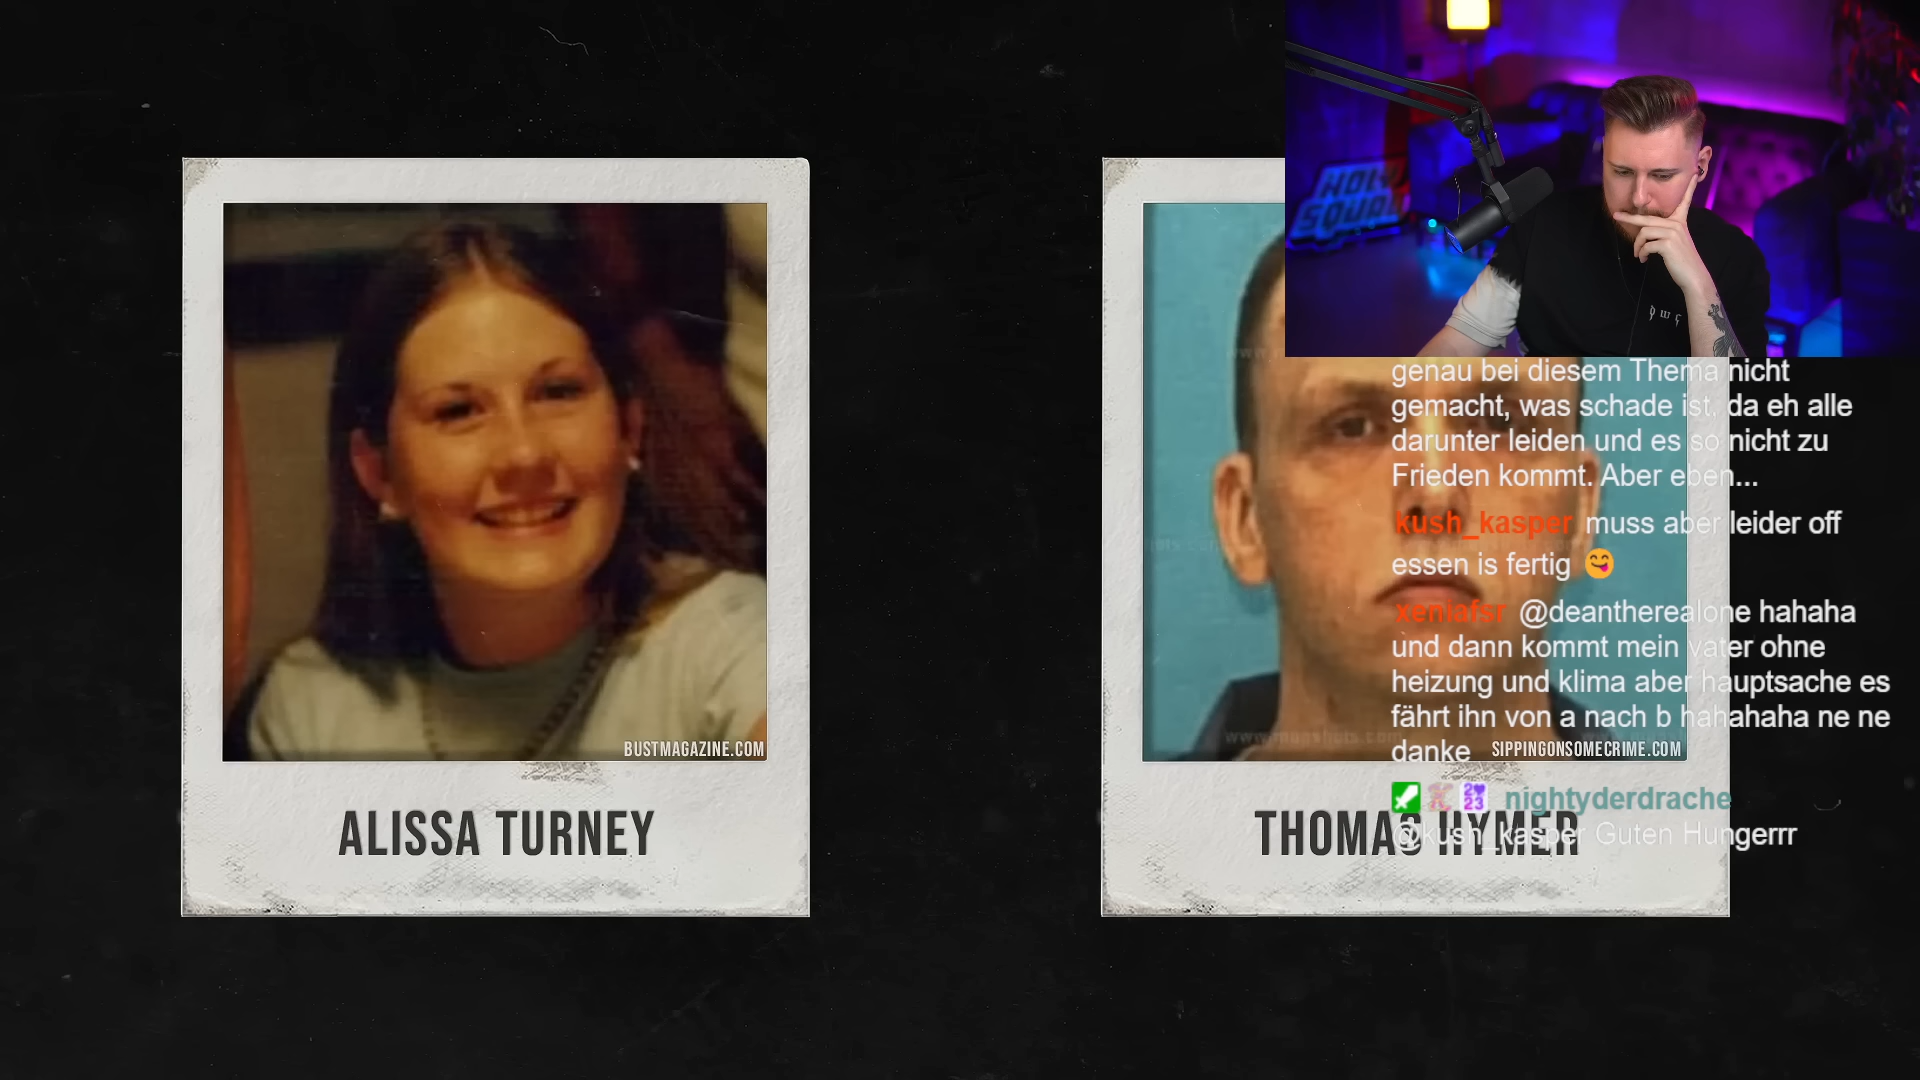 HOLY
SQUAD
BUSTMAGAZINE.COM
ALISSA TURNEY
SIPPINGONSOMECRIME.COM
THOMAS HYMER
genau bei diesem Thema nicht
gemacht, was schade ist. da eh alle
darunter leiden und es so nicht zu
Frieden kommt. Aber eben...
kush_kasper muss aber leider off
essen is fertig 😋
xeniafsr @deantherealone hahaha
und dann kommt mein vater ohne
heizung und klima aber hauptsache es
fährt ihn von a nach b hahahaha ne ne
danke
nightyderdrache
@kush_kasper Guten Hungerrr